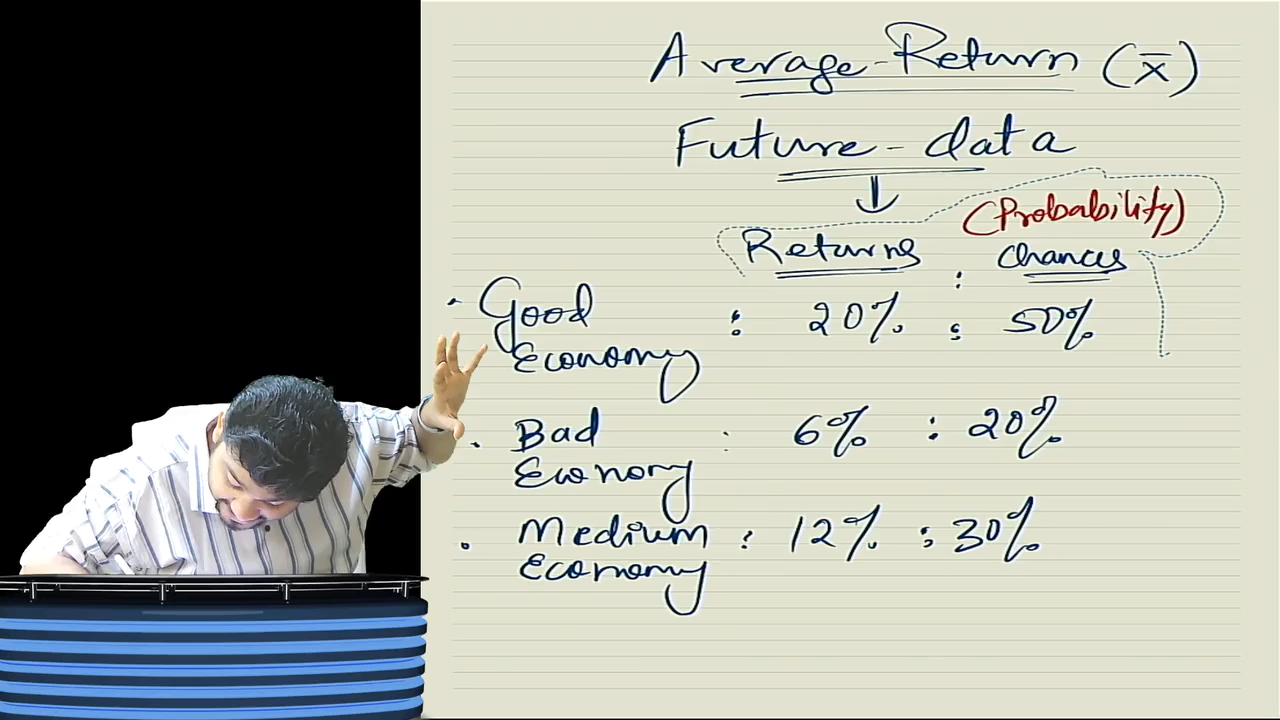 Average-Return (x̄)
Future-data
(Probability)
Returns : Chances
· Good : 20% : 50%
Economy
· Bad : 6% : 20%
Economy
· Medium : 12% : 30%
Economy